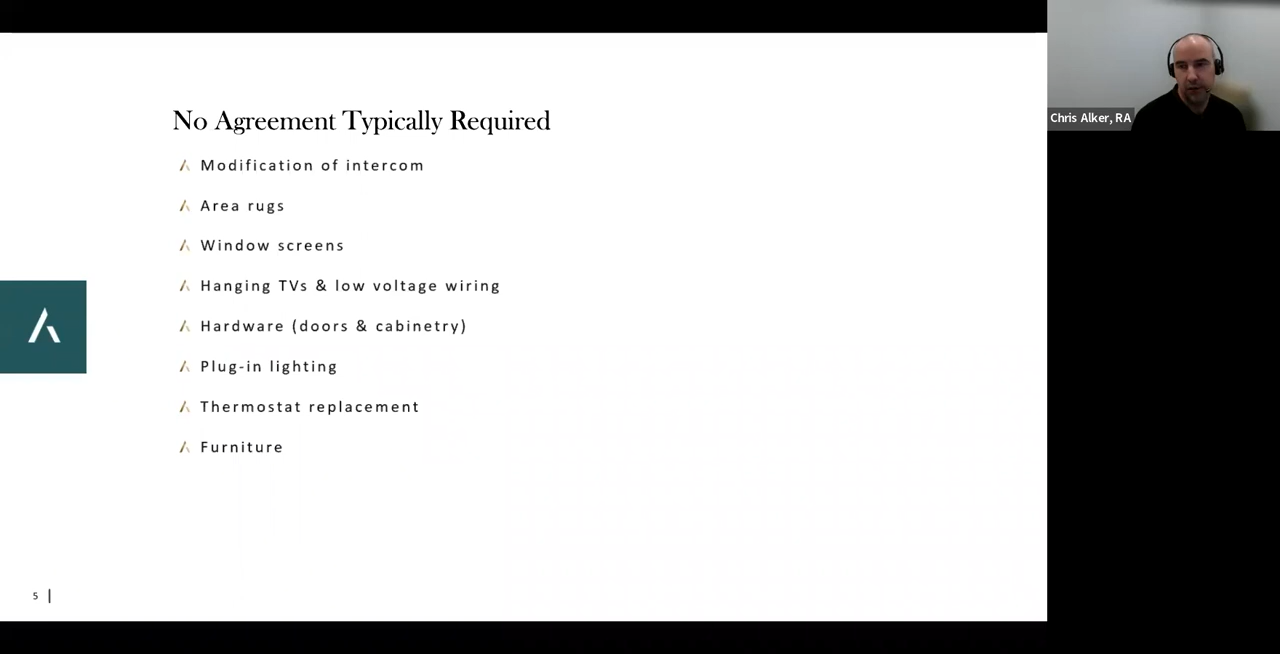 No Agreement Typically Required
Modification of intercom
Area rugs
Window screens
Hanging TVs & low voltage wiring
Hardware (doors & cabinetry)
Plug-in lighting
Thermostat replacement
Furniture
5 |
Chris Alker, RA